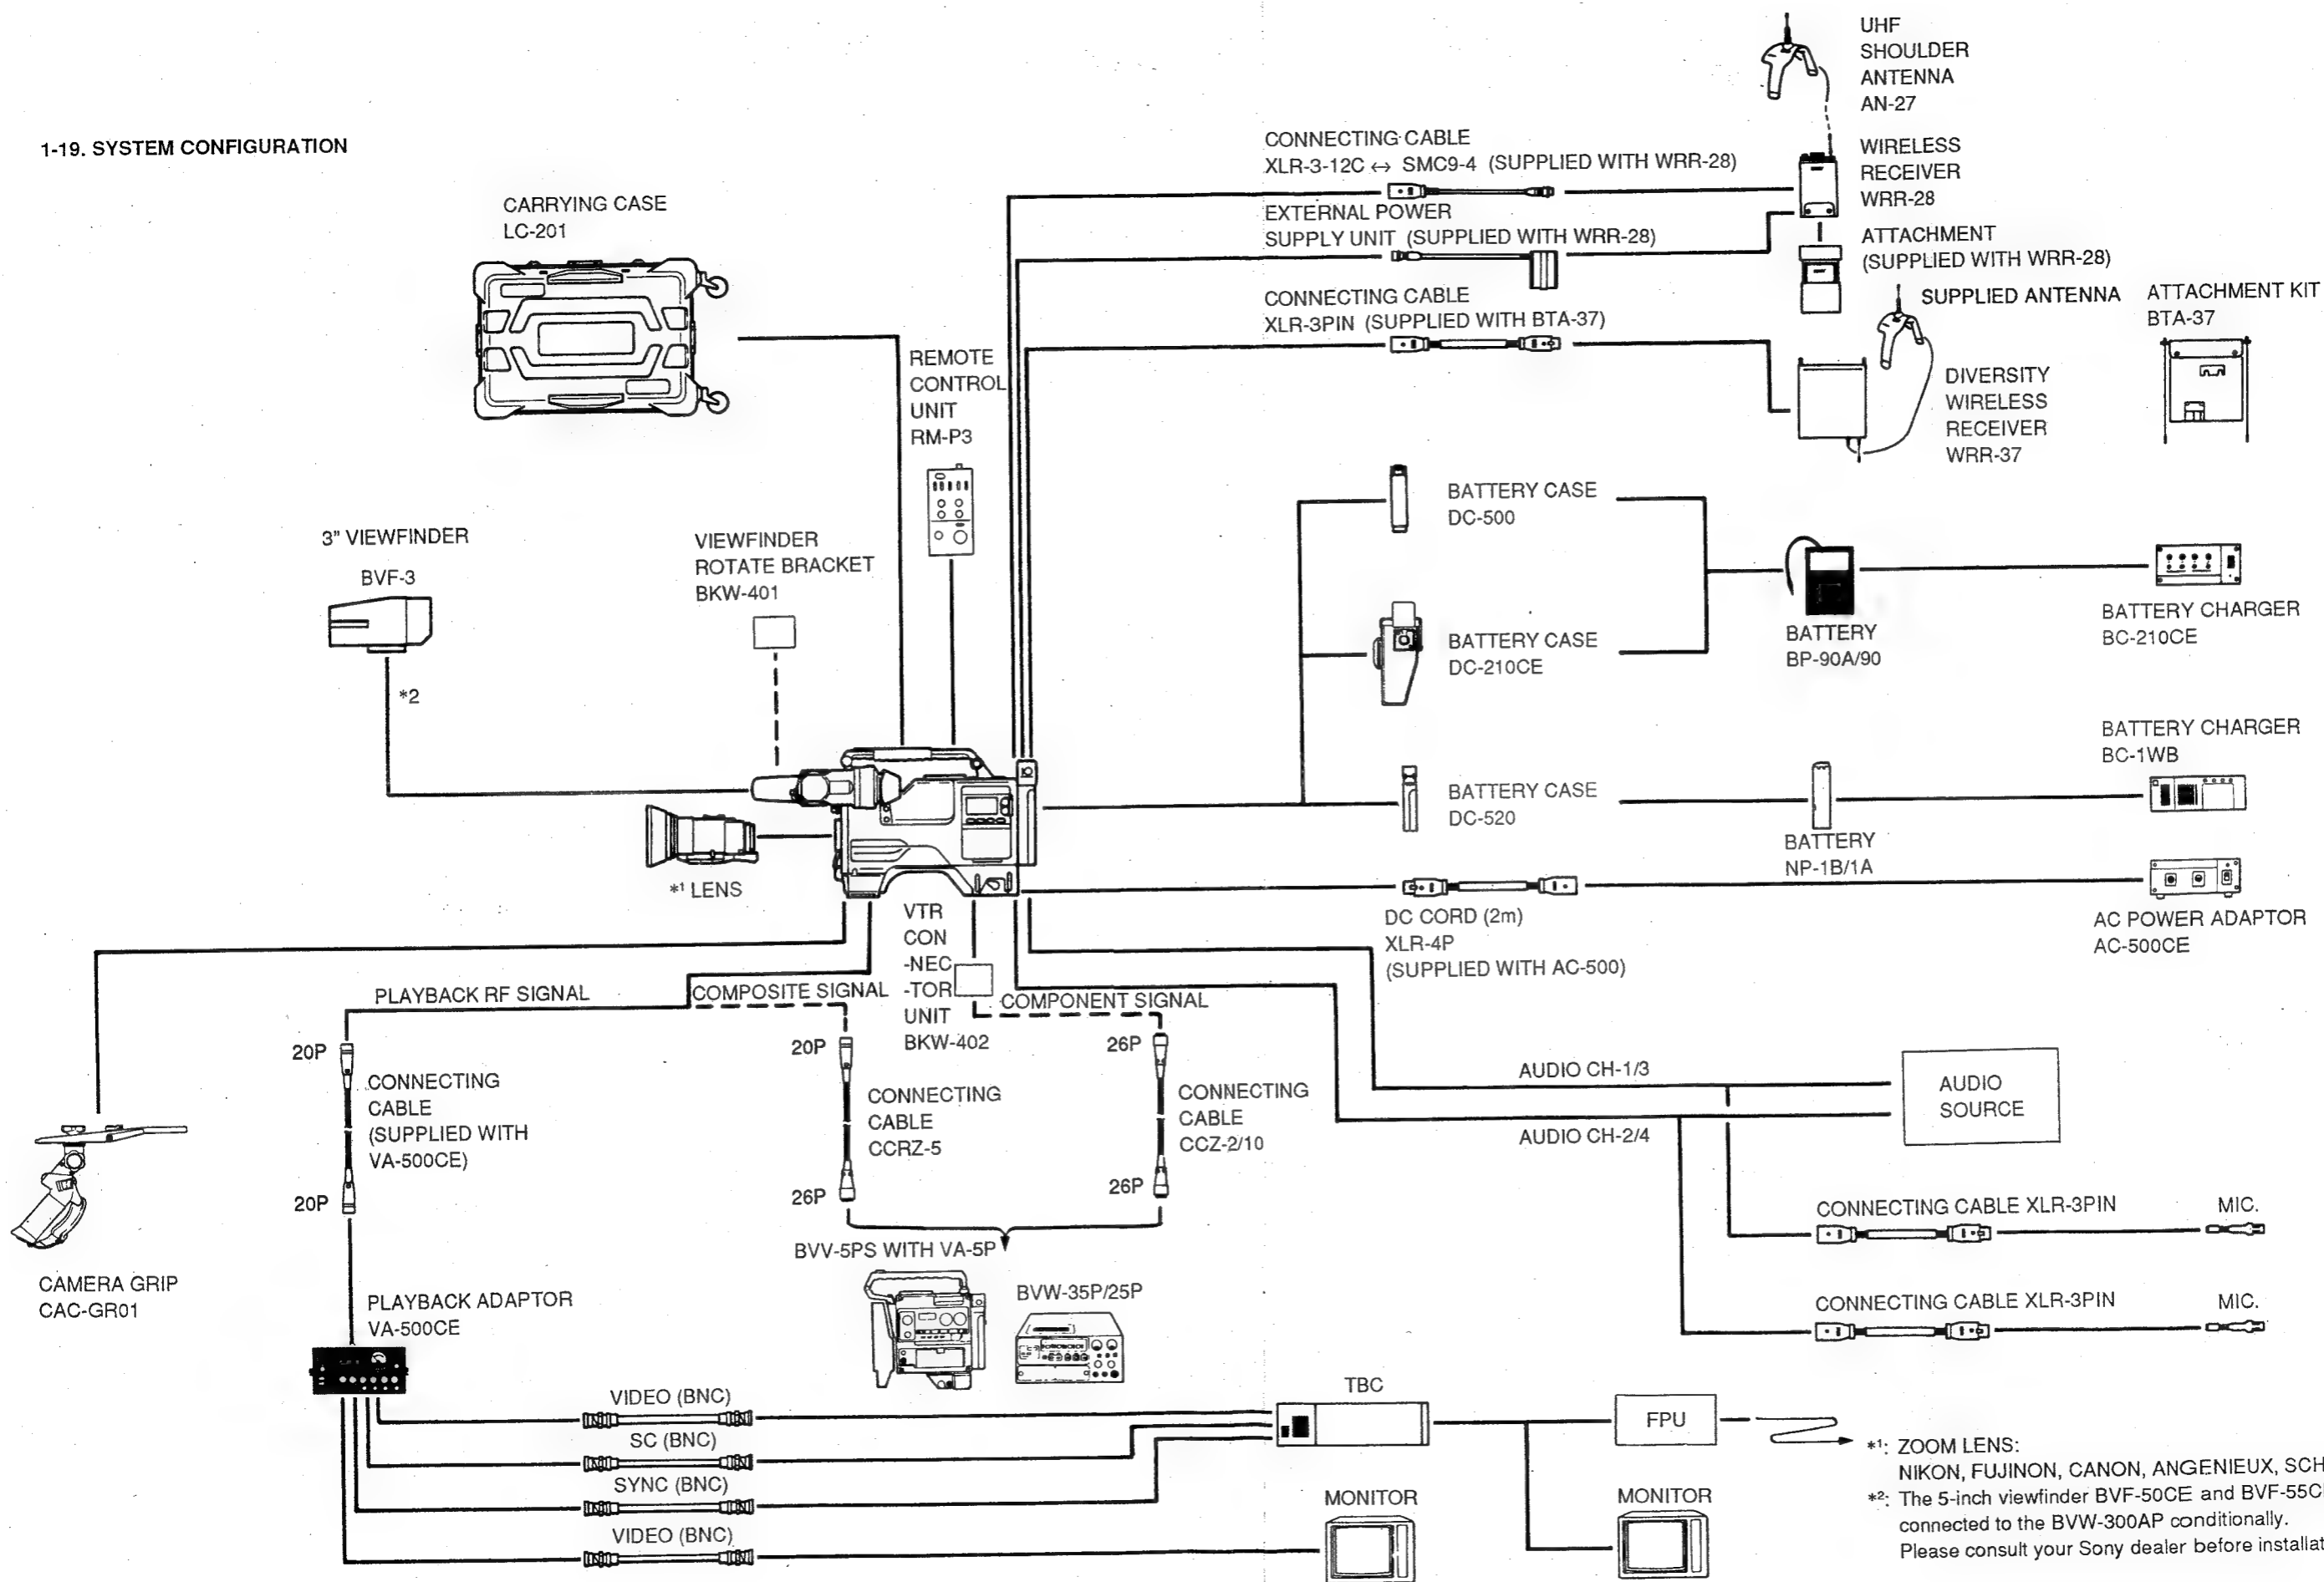 1-19. SYSTEM CONFIGURATION
CARRYING CASE
LC-201
REMOTE
CONTROL
UNIT
RM-P3
3" VIEWFINDER
BVF-3
*2
VIEWFINDER
ROTATE BRACKET
BKW-401
*1 LENS
UHF
SHOULDER
ANTENNA
AN-27
CONNECTING CABLE
XLR-3-12C ↔ SMC9-4 (SUPPLIED WITH WRR-28)
WIRELESS
RECEIVER
WRR-28
EXTERNAL POWER
SUPPLY UNIT (SUPPLIED WITH WRR-28)
ATTACHMENT
(SUPPLIED WITH WRR-28)
CONNECTING CABLE
XLR-3PIN (SUPPLIED WITH BTA-37)
SUPPLIED ANTENNA
ATTACHMENT KIT
BTA-37
DIVERSITY
WIRELESS
RECEIVER
WRR-37
BATTERY CASE
DC-500
BATTERY CASE
DC-210CE
BATTERY
BP-90A/90
BATTERY CHARGER
BC-210CE
BATTERY CASE
DC-520
BATTERY
NP-1B/1A
BATTERY CHARGER
BC-1WB
DC CORD (2m)
XLR-4P
(SUPPLIED WITH AC-500)
AC POWER ADAPTOR
AC-500CE
VTR
CON
-NEC
-TOR
UNIT
BKW-402
PLAYBACK RF SIGNAL
COMPOSITE SIGNAL
COMPONENT SIGNAL
20P
CONNECTING
CABLE
(SUPPLIED WITH
VA-500CE)
20P
20P
CONNECTING
CABLE
CCRZ-5
26P
26P
CONNECTING
CABLE
CCZ-2/10
26P
AUDIO CH-1/3
AUDIO CH-2/4
AUDIO
SOURCE
CONNECTING CABLE XLR-3PIN
MIC.
CONNECTING CABLE XLR-3PIN
MIC.
CAMERA GRIP
CAC-GR01
PLAYBACK ADAPTOR
VA-500CE
BVV-5PS WITH VA-5P
BVW-35P/25P
VIDEO (BNC)
SC (BNC)
SYNC (BNC)
VIDEO (BNC)
TBC
FPU
MONITOR
MONITOR
*1: ZOOM LENS:
NIKON, FUJINON, CANON, ANGENIEUX,
*2: The 5-inch viewfinder BVF-50CE and
connected to the BVW-300AP conditionally.
Please consult your Sony dealer before